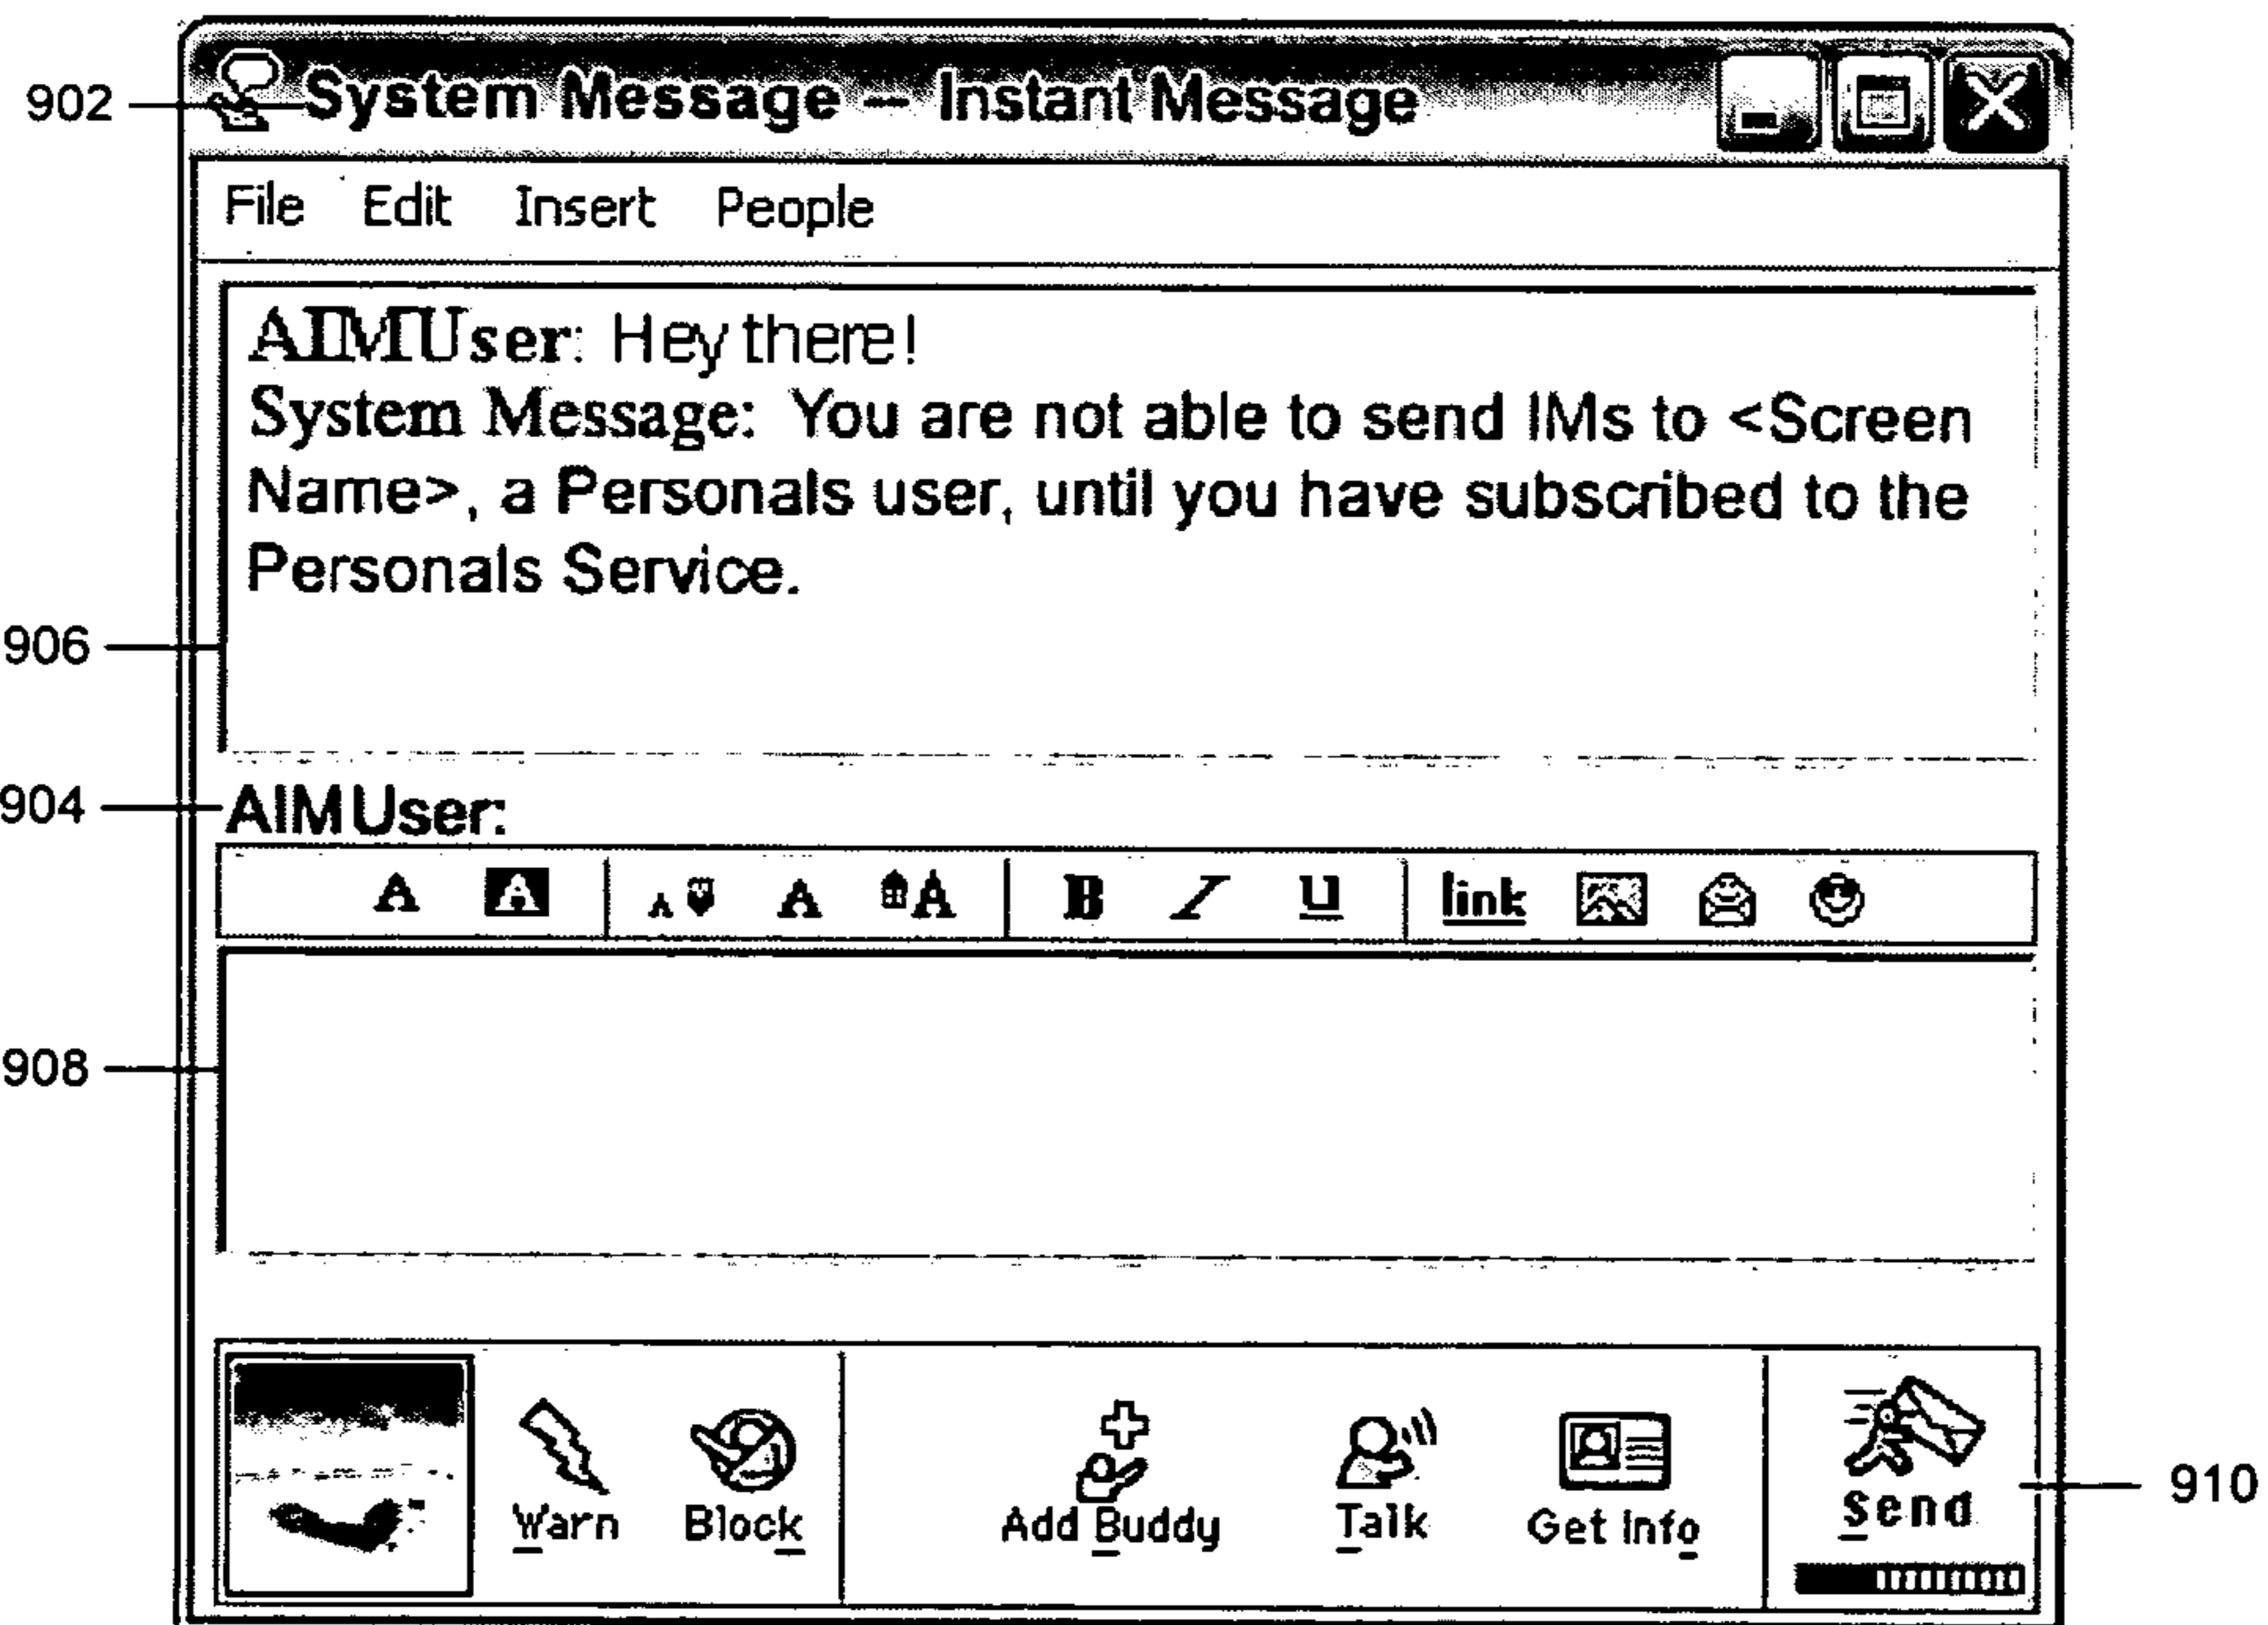 902
System Message -- Instant Message
File Edit Insert People
AIMUser: Hey there!
System Message: You are not able to send IMs to <Screen
Name>, a Personals user, until you have subscribed to the
Personals Service.
906
904
AIMUser:
A A A A A B I U link
908
Warn Block Add Buddy Talk Get Info Send
910